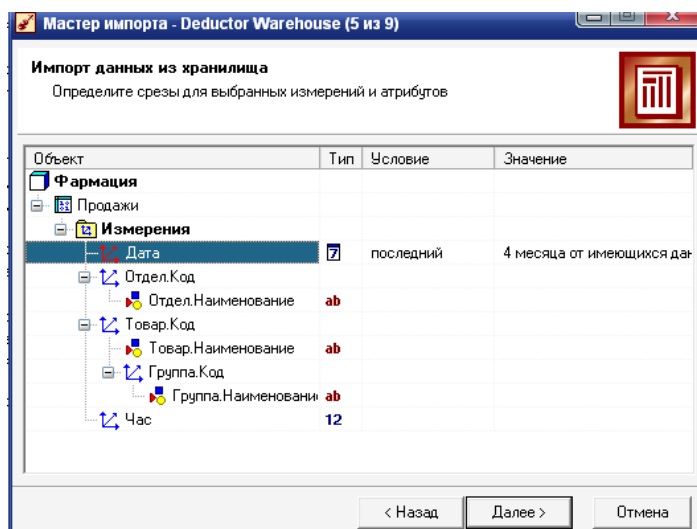 Мастер импорта - Deductor Warehouse (5 из 9)
Импорт данных из хранилища
Определите срезы для выбранных измерений и атрибутов
Объект Тип Условие Значение
Фармация
Продажи
Измерения
Дата 7 последний 4 месяца от имеющихся дан
Отдел.Код
Отдел.Наименование ab
Товар.Код
Товар.Наименование ab
Группа.Код
Группа.Наименовани ab
Час 12
< Назад Далее > Отмена